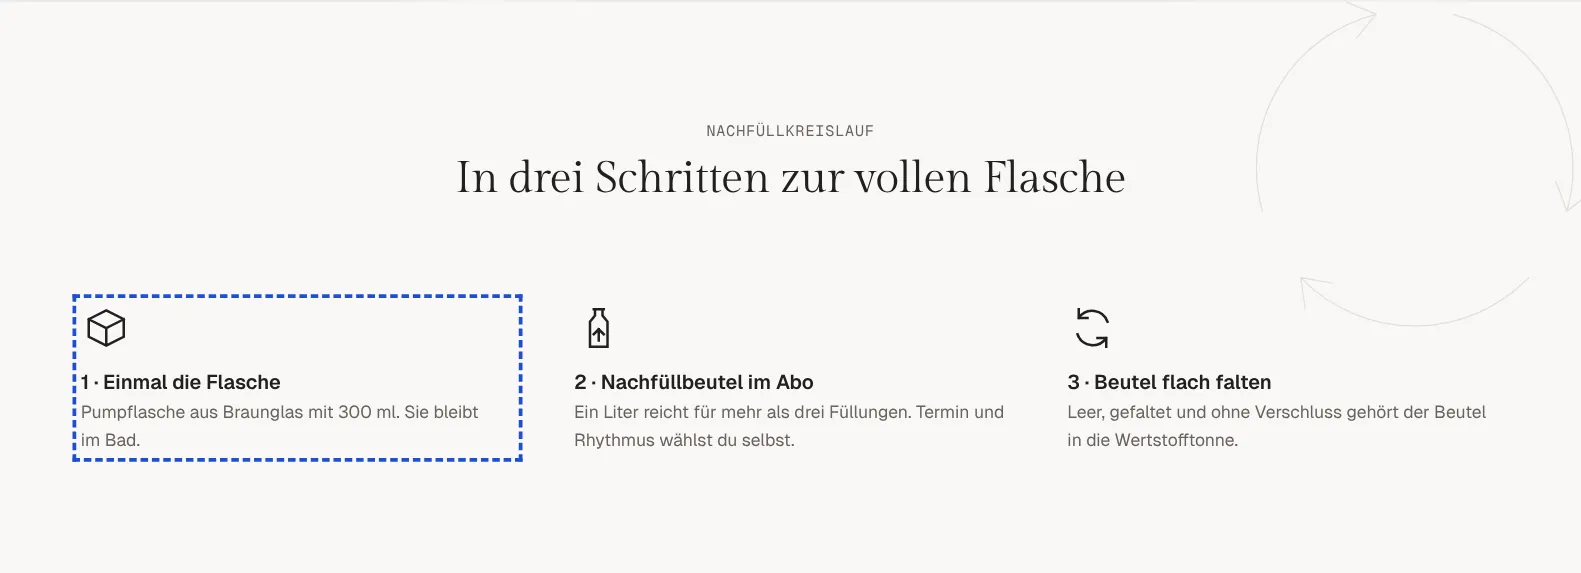 NACHFÜLLKREISLAUF
In drei Schritten zur vollen Flasche
1 · Einmal die Flasche
Pumpflasche aus Braunglas mit 300 ml. Sie bleibt
im Bad.
2 · Nachfüllbeutel im Abo
Ein Liter reicht für mehr als drei Füllungen. Termin und
Rhythmus wählst du selbst.
3 · Beutel flach falten
Leer, gefaltet und ohne Verschluss gehört der Beutel
in die Wertstofftonne.